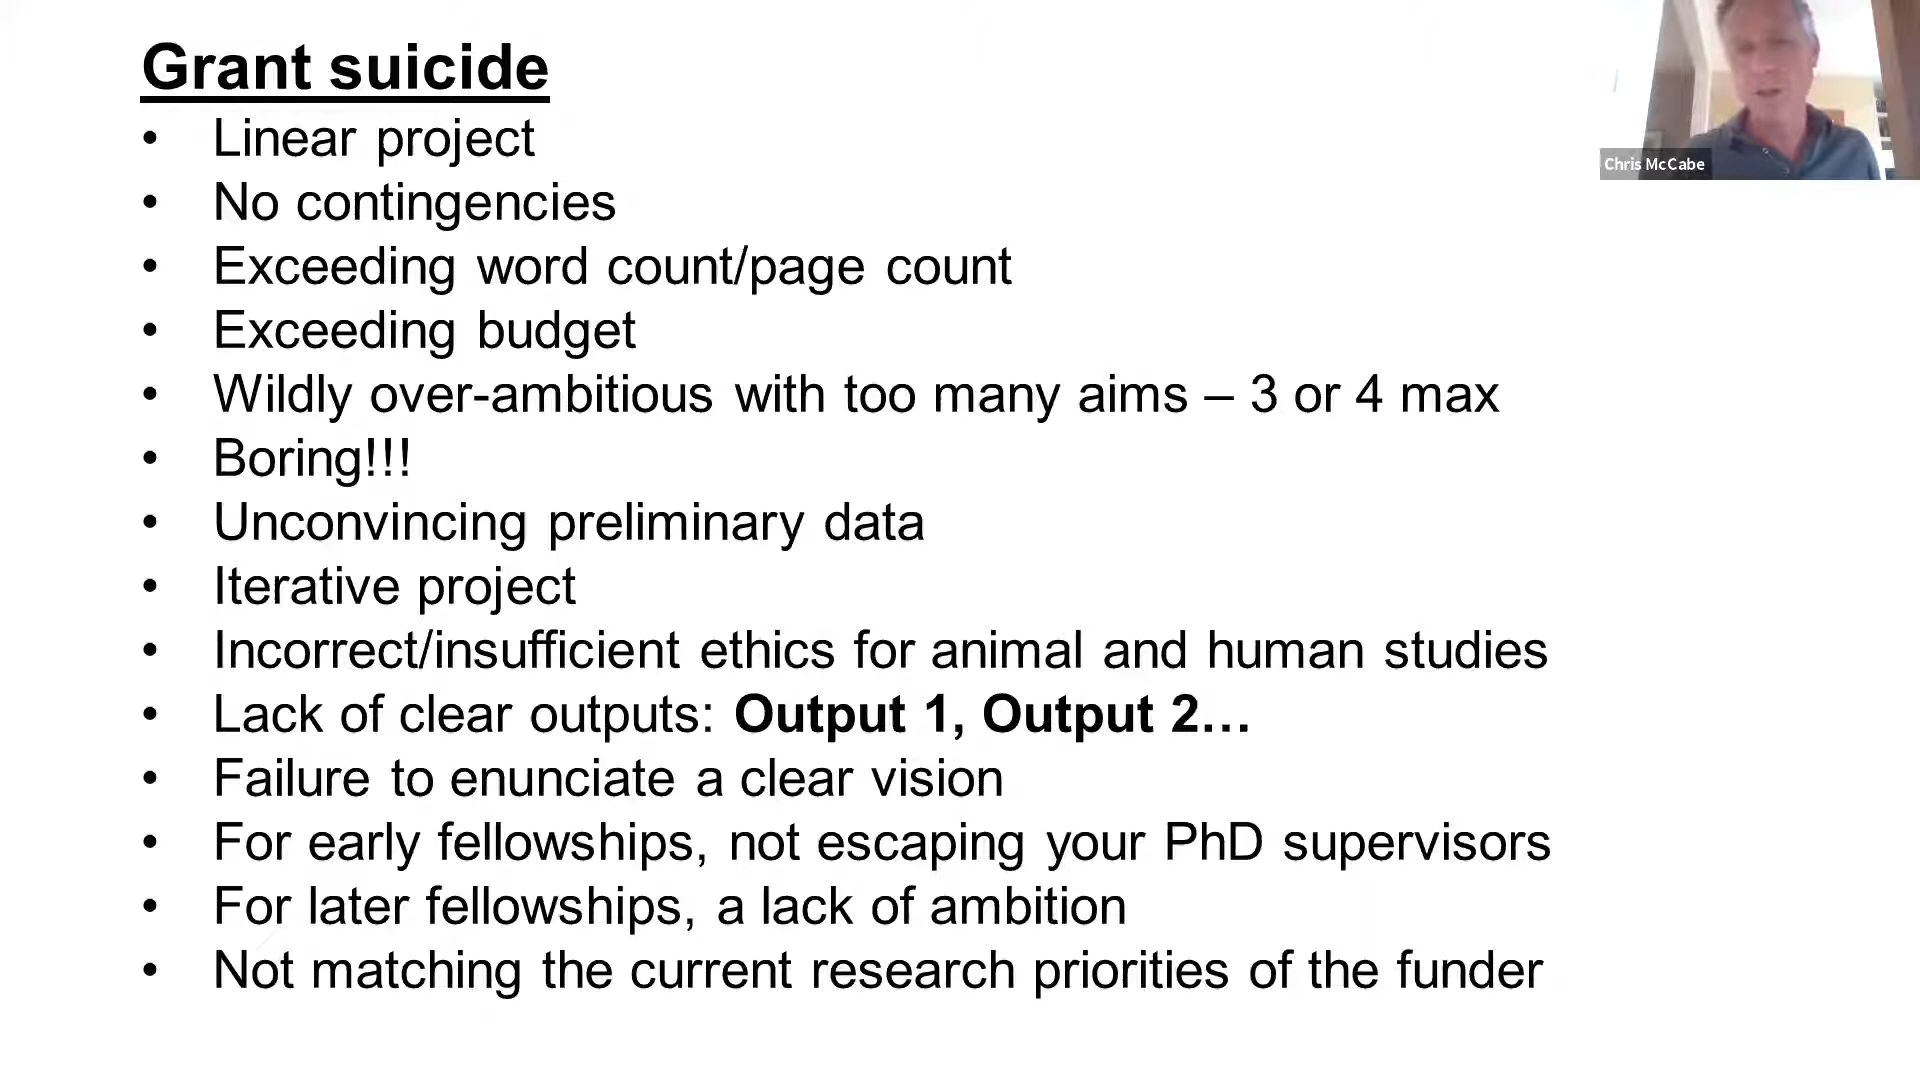 Grant suicide
• Linear project
• No contingencies
• Exceeding word count/page count
• Exceeding budget
• Wildly over-ambitious with too many aims – 3 or 4 max
• Boring!!!
• Unconvincing preliminary data
• Iterative project
• Incorrect/insufficient ethics for animal and human studies
• Lack of clear outputs: Output 1, Output 2…
• Failure to enunciate a clear vision
• For early fellowships, not escaping your PhD supervisors
• For later fellowships, a lack of ambition
• Not matching the current research priorities of the funder
Chris McCabe